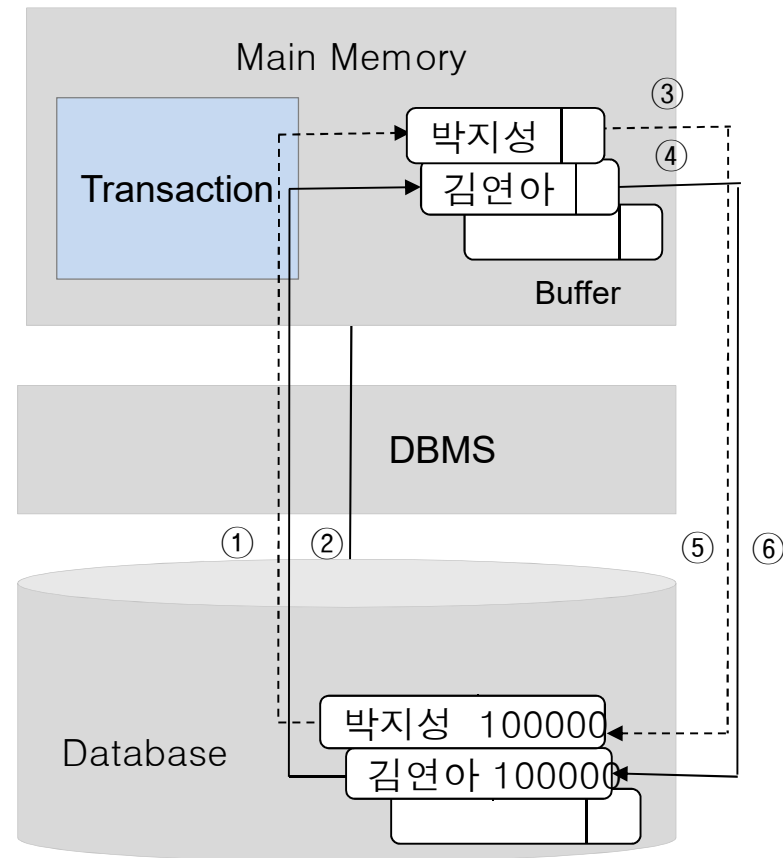 Main Memory
③
박지성
④
Transaction
김연아
Buffer
DBMS
① ② ⑤ ⑥
박지성 100000
Database
김연아 100000